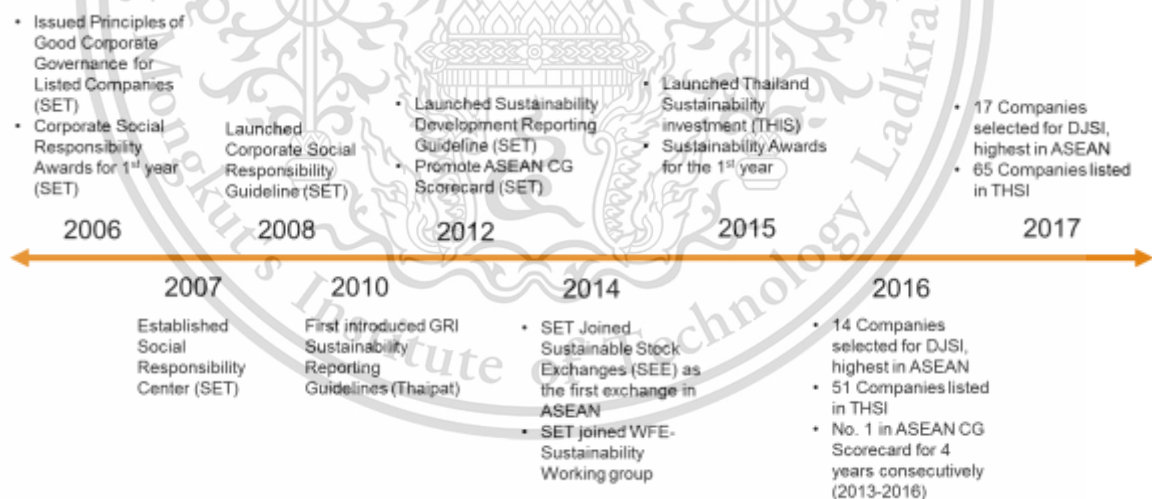 • Issued Principles of
Good Corporate
Governance for
Listed Companies
(SET)
• Corporate Social
Responsibility
Awards for 1st year
(SET)
2006
Launched
Corporate Social
Responsibility
Guideline (SET)
2008
• Launched Sustainability
Development Reporting
Guideline (SET)
• Promote ASEAN CG
Scorecard (SET)
2012
• Launched Thailand
Sustainability
investment (THIS)
• Sustainability Awards
for the 1st year
2015
• 17 Companies
selected for DJSI,
highest in ASEAN
• 65 Companies listed
in THSI
2017
2007
Established
Social
Responsibility
Center (SET)
2010
First introduced GRI
Sustainability
Reporting
Guidelines (Thaipat)
2014
• SET Joined
Sustainable Stock
Exchanges (SEE) as
the first exchange in
ASEAN
• SET joined WFE-
Sustainability
Working group
2016
• 14 Companies
selected for DJSI,
highest in ASEAN
• 51 Companies listed
in THSI
• No. 1 in ASEAN CG
Scorecard for 4
years consecutively
(2013-2016)
Mongkut's Institute of Technology Ladkra